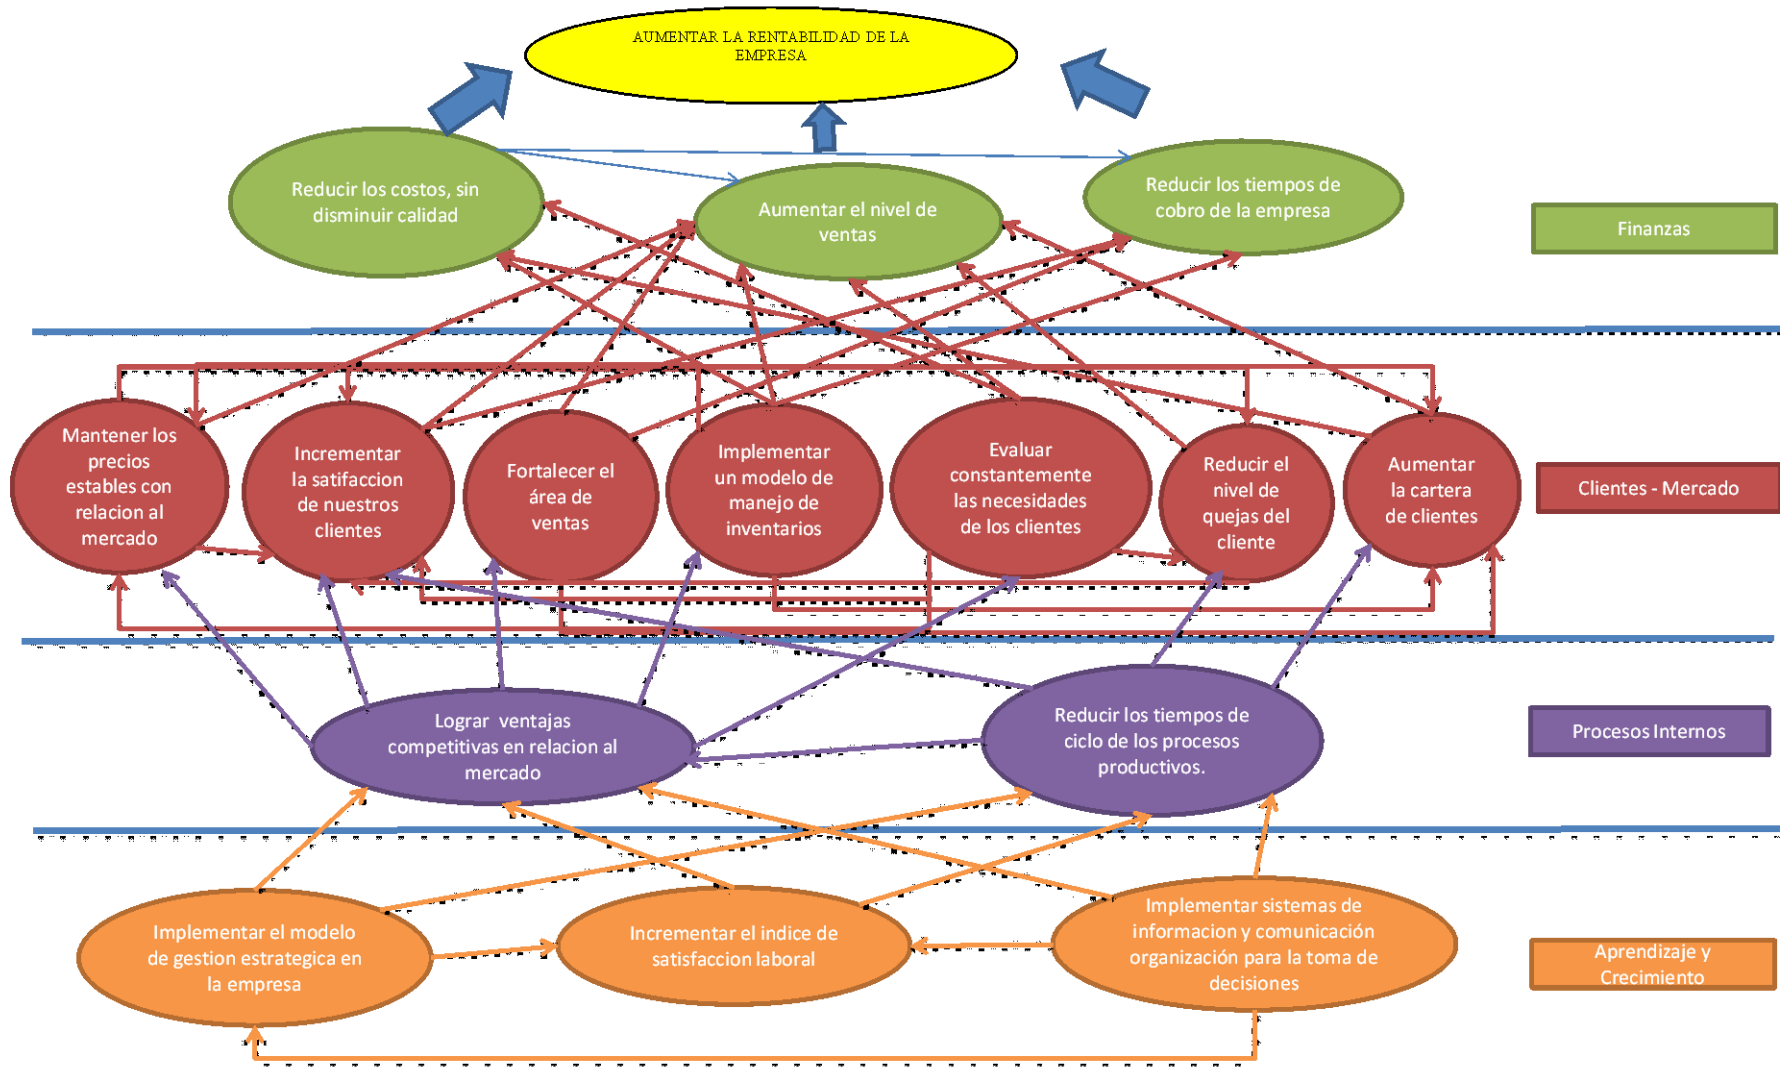 AUMENTAR LA RENTABILIDAD DE LA
EMPRESA
Reducir los costos, sin
disminuir calidad
Aumentar el nivel de
ventas
Reducir los tiempos de
cobro de la empresa
Finanzas
Mantener los
precios
estables con
relacion al
mercado
Incrementar
la satifaccion
de nuestros
clientes
Fortalecer el
área de
ventas
Implementar
un modelo de
manejo de
inventarios
Evaluar
constantemente
las necesidades
de los clientes
Reducir el
nivel de
quejas del
cliente
Aumentar
la cartera
de clientes
Clientes - Mercado
Lograr ventajas
competitivas en relacion al
mercado
Reducir los tiempos de
ciclo de los procesos
productivos.
Procesos Internos
Implementar el modelo
de gestion estrategica en
la empresa
Incrementar el indice de
satisfaccion laboral
Implementar sistemas de
informacion y comunicación
organización para la toma de
decisiones
Aprendizaje y
Crecimiento